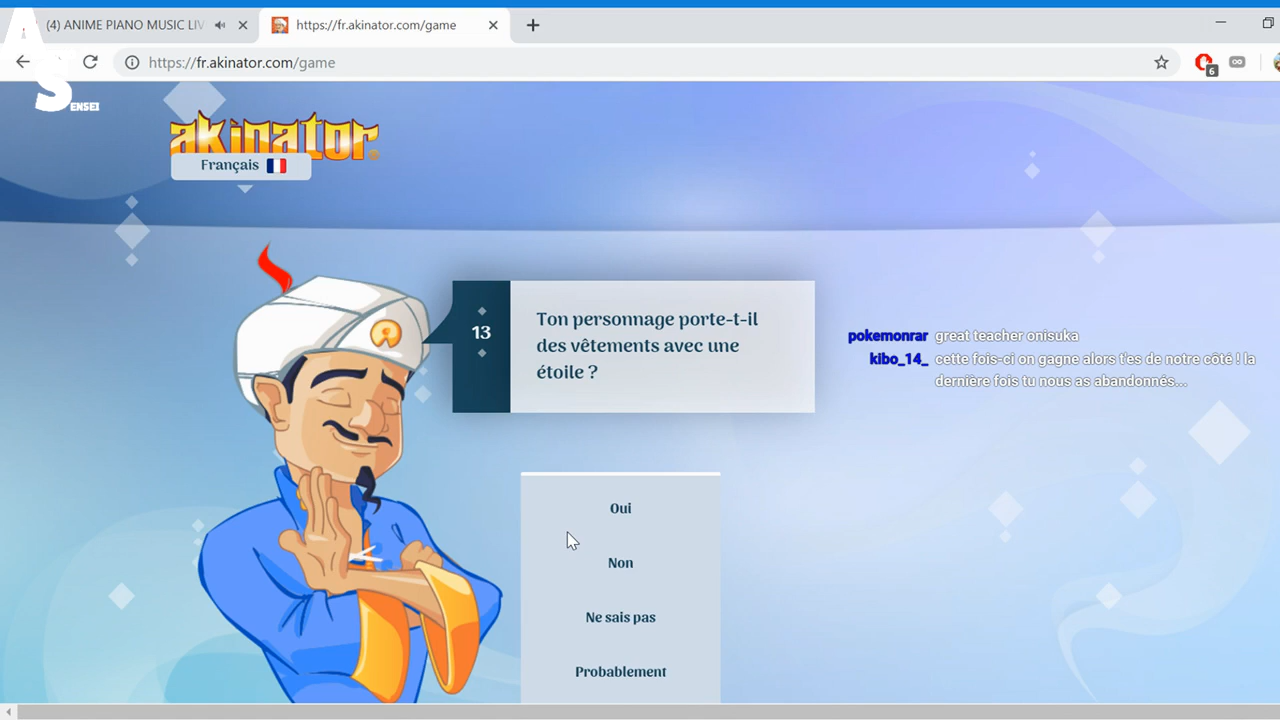 (4) ANIME PIANO MUSIC LIV
https://fr.akinator.com/game
https://fr.akinator.com/game
6
A
SENSEI
akinator
Français
13
Ton personnage porte-t-il
des vêtements avec une
étoile ?
pokemonrar great teacher onisuka
kibo_14_ cette fois-ci on gagne alors t'es de notre côté ! la
dernière fois tu nous as abandonnés...
Oui
Non
Ne sais pas
Probablement